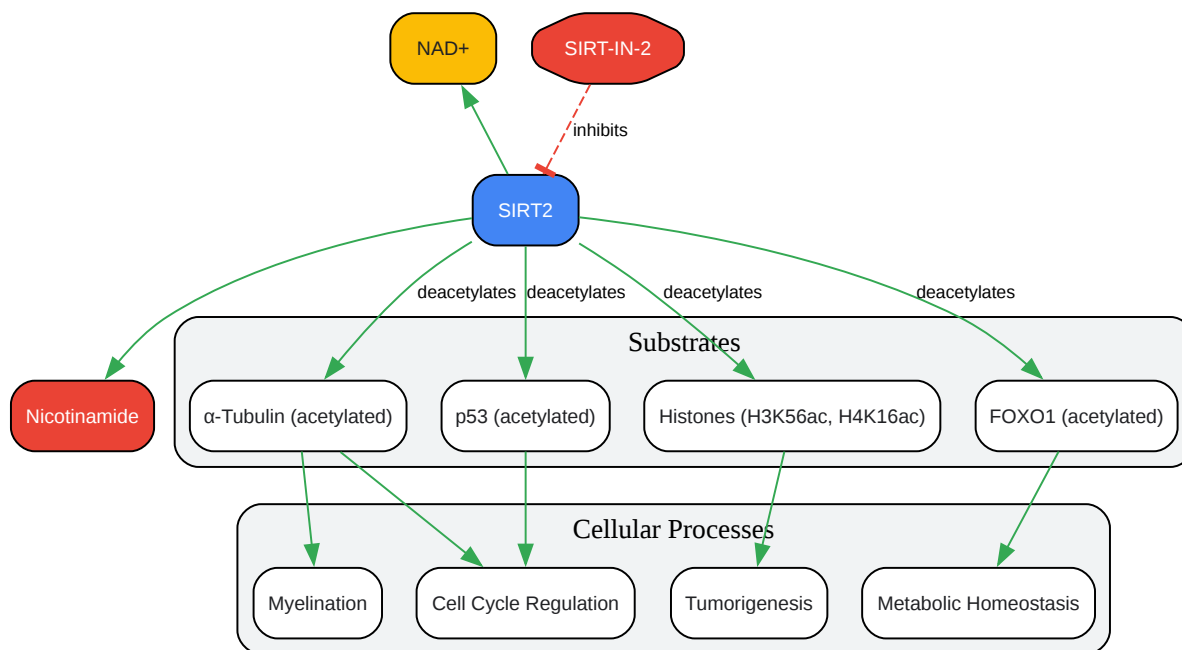 NAD+
SIRT-IN-2
inhibits
SIRT2
deacetylates
deacetylates
deacetylates
deacetylates
Substrates
Nicotinamide
α-Tubulin (acetylated)
p53 (acetylated)
Histones (H3K56ac, H4K16ac)
FOXO1 (acetylated)
Cellular Processes
Myelination
Cell Cycle Regulation
Tumorigenesis
Metabolic Homeostasis